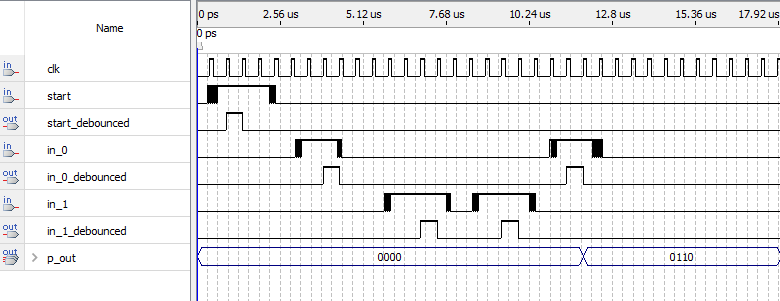 Name
0 ps 2.56 us 5.12 us 7.68 us 10.24 us 12.8 us 15.36 us 17.92 us
0 ps
in clk
in start
out start_debounced
in in_0
out in_0_debounced
in in_1
out in_1_debounced
out > p_out 0000 0110